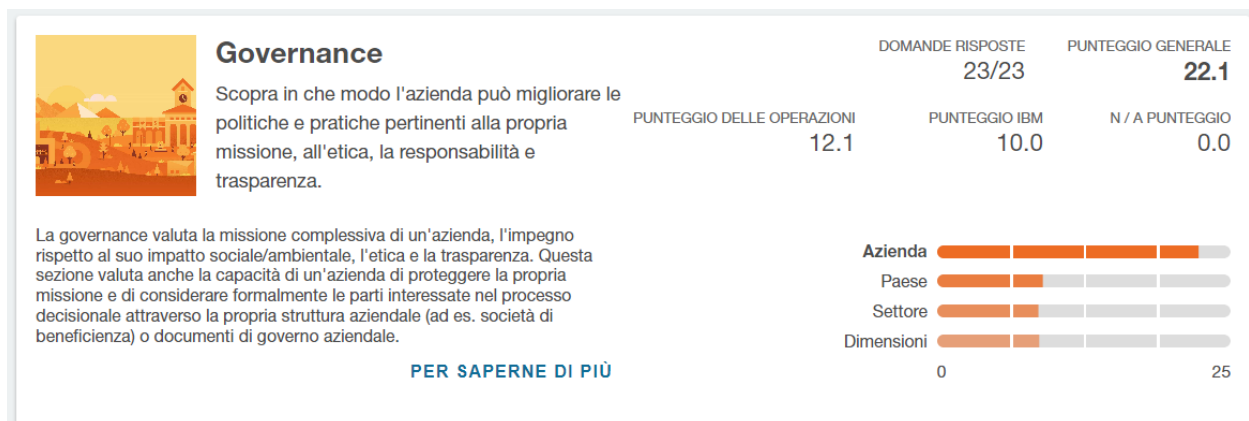 Governance
Scopra in che modo l'azienda può migliorare le
politiche e pratiche pertinenti alla propria
missione, all'etica, la responsabilità e
trasparenza.
DOMANDE RISPOSTE
23/23
PUNTEGGIO GENERALE
22.1
PUNTEGGIO DELLE OPERAZIONI
12.1
PUNTEGGIO IBM
10.0
N / A PUNTEGGIO
0.0
La governance valuta la missione complessiva di un'azienda, l'impegno
rispetto al suo impatto sociale/ambientale, l'etica e la trasparenza. Questa
sezione valuta anche la capacità di un'azienda di proteggere la propria
missione e di considerare formalmente le parti interessate nel processo
decisionale attraverso la propria struttura aziendale (ad es. società di
beneficienza) o documenti di governo aziendale.
PER SAPERNE DI PIÙ
Azienda
Paese
Settore
Dimensioni
0 25